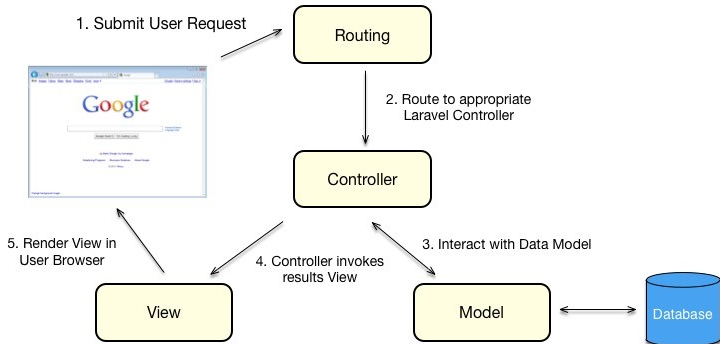 1. Submit User Request
Routing
Google
2. Route to appropriate
Laravel Controller
Controller
5. Render View in
User Browser
4. Controller invokes
results View
3. Interact with Data Model
View
Model
Database